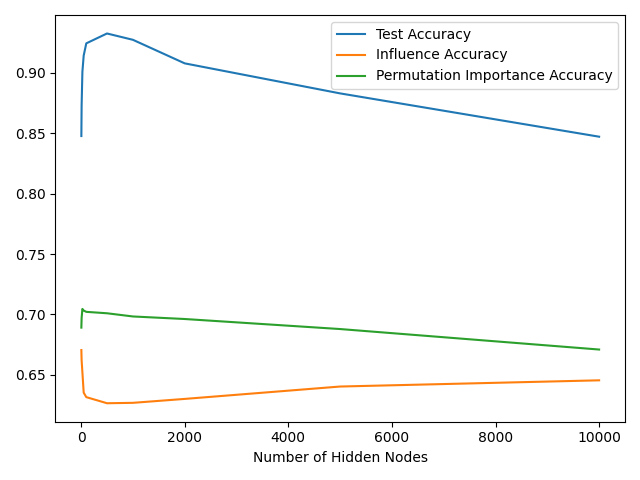 Test Accuracy
Influence Accuracy
Permutation Importance Accuracy
0.90
0.85
0.80
0.75
0.70
0.65
0 2000 4000 6000 8000 10000
Number of Hidden Nodes